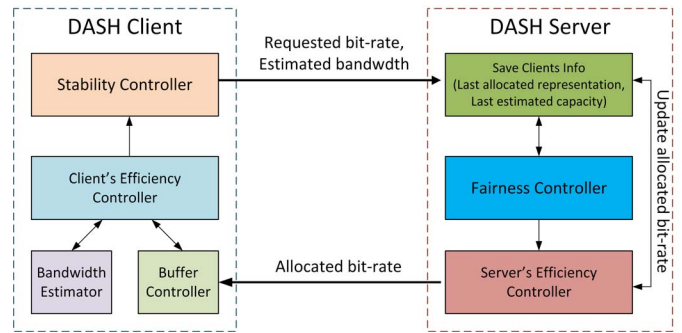 DASH Client
Stability Controller
Client's Efficiency
Controller
Bandwidth
Estimator
Buffer
Controller
Requested bit-rate,
Estimated bandwdth
Allocated bit-rate
DASH Server
Save Clients Info
(Last allocated representation,
Last estimated capacity)
Fairness Controller
Server's Efficiency
Controller
Update allocated bit-rate